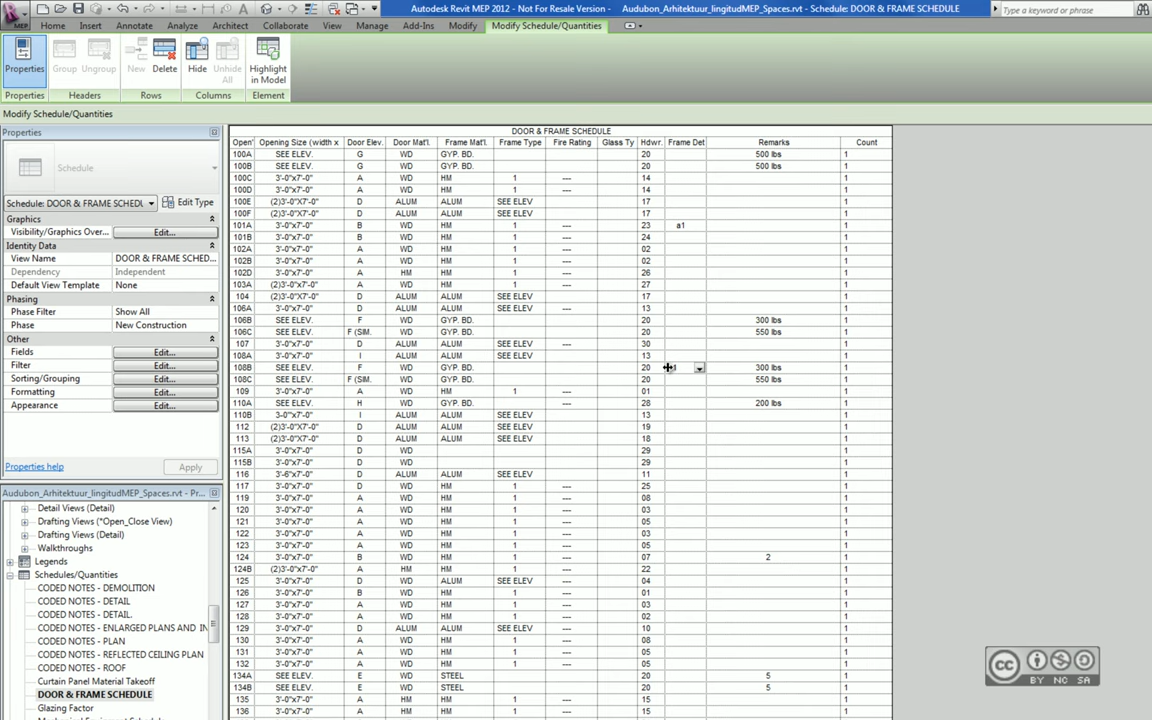 Autodesk Revit MEP 2012 - Not For Resale Version - Audubon_Arhitektuur_lingitudMEP_Spaces.rvt - Schedule: DOOR & FRAME SCHEDULE
Type a keyword or phrase
MEP
Home Insert Annotate Analyze Architect Collaborate View Manage Add-Ins Modify Modify Schedule/Quantities
Properties Group Ungroup New Delete Hide Unhide All Highlight in Model
Properties Headers Rows Columns Element
Modify Schedule/Quantities
Properties
Schedule
Schedule: DOOR & FRAME SCHEDU Edit Type
Graphics
Visibility/Graphics Over... Edit...
Identity Data
View Name DOOR & FRAME SCHED...
Dependency Independent
Default View Template None
Phasing
Phase Filter Show All
Phase New Construction
Other
Fields Edit...
Filter Edit...
Sorting/Grouping Edit...
Formatting Edit...
Appearance Edit...
Properties help Apply
Audubon_Arhitektuur_lingitudMEP_Spaces.rvt - Pr...
Detail Views (Detail)
Drafting Views (*Open_Close View)
Drafting Views (Detail)
Walkthroughs
Legends
Schedules/Quantities
CODED NOTES - DEMOLITION
CODED NOTES - DETAIL
CODED NOTES - DETAIL.
CODED NOTES - ENLARGED PLANS AND IN
CODED NOTES - PLAN
CODED NOTES - REFLECTED CEILING PLAN
CODED NOTES - ROOF
Curtain Panel Material Takeoff
DOOR & FRAME SCHEDULE
Glazing Factor
DOOR & FRAME SCHEDULE
Open' Opening Size (width x Door Elev. Door Mat'l. Frame Mat'l. Frame Type Fire Rating Glass Ty Hdwr. Frame Det Remarks Count
100A SEE ELEV. G WD GYP. BD. 20 500 lbs 1
100B SEE ELEV. G WD GYP. BD. 20 500 lbs 1
100C 3'-0"x7'-0" A WD HM 1 ---- 14 1
100D 3'-0"x7'-0" A WD HM 1 ---- 14 1
100E (2)3'-0"X7'-0" D ALUM ALUM SEE ELEV 17 1
100F (2)3'-0"x7'-0" D ALUM ALUM SEE ELEV 17 1
101A 3'-0"x7'-0" B WD HM 1 ---- 23 a1 1
101B 3'-0"x7'-0" B WD HM 1 ---- 24 1
102A 3'-0"x7'-0" A WD HM 1 ---- 02 1
102B 3'-0"x7'-0" A WD HM 1 ---- 02 1
102D 3'-0"x7'-0" A HM HM 1 ---- 26 1
103A (2)3'-0"x7'-0" A WD HM 1 ---- 27 1
104 (2)3'-0"X7'-0" D ALUM ALUM SEE ELEV 17 1
106A 3'-0"x7'-0" D ALUM ALUM SEE ELEV ---- 13 1
106B SEE ELEV. F WD GYP. BD. 20 300 lbs 1
106C SEE ELEV. F (SIM. WD GYP. BD. 20 550 lbs 1
107 3'-0"x7'-0" D ALUM ALUM SEE ELEV ---- 30 1
108A 3'-0"x7'-0" I ALUM ALUM SEE ELEV 13 1
108B SEE ELEV. F WD GYP. BD. 20 300 lbs 1
108C SEE ELEV. F (SIM. WD GYP. BD. 20 550 lbs 1
109 3'-0"x7'-0" A WD HM 1 ---- 01 1
110A SEE ELEV. H WD GYP. BD. ---- 28 200 lbs 1
110B 3-0'"x7'-0" I ALUM ALUM SEE ELEV 13 1
112 (2)3'-0"X7'-0" D ALUM ALUM SEE ELEV 19 1
113 (2)3'-0"X7'-0" D ALUM ALUM SEE ELEV 18 1
115A 3'-0"x7'-0" D WD 29 1
115B 3'-0"x7'-0" D WD 29 1
116 3'-6"x7'-0" D ALUM ALUM SEE ELEV 11 1
117 3'-0"x7'-0" D WD HM 1 ---- 25 1
119 3'-0"x7'-0" A WD HM 1 ---- 08 1
120 3'-0"x7'-0" A WD HM 1 ---- 03 1
121 3'-0"x7'-0" A WD HM 1 ---- 05 1
122 3'-0"x7'-0" A WD HM 1 ---- 03 1
123 3'-0"x7'-0" A WD HM 1 ---- 05 1
124 3'-0"x7'-0" B WD HM 1 ---- 07 2 1
124B (2)3'-0"x7'-0" A HM HM 1 ---- 22 1
125 3'-0"x7'-0" D WD ALUM SEE ELEV ---- 04 1
126 3'-0"x7'-0" B WD HM 1 ---- 01 1
127 3'-0"x7'-0" A WD HM 1 ---- 03 1
128 3'-0"x7'-0" A WD HM 1 ---- 02 1
129 3'-0"x7'-0" D ALUM ALUM SEE ELEV ---- 10 1
130 3'-0"x7'-0" A WD HM 1 ---- 08 1
131 3'-0"x7'-0" A WD HM 1 ---- 05 1
132 3'-0"x7'-0" A WD HM 1 ---- 05 1
134A SEE ELEV. E WD STEEL 20 5 1
134B SEE ELEV. E WD STEEL 20 5 1
135 3'-0"x7'-0" A HM HM 1 ---- 15 1
136 3'-0"x7'-0" A HM HM 1 ---- 15 1
cc
BY NC SA